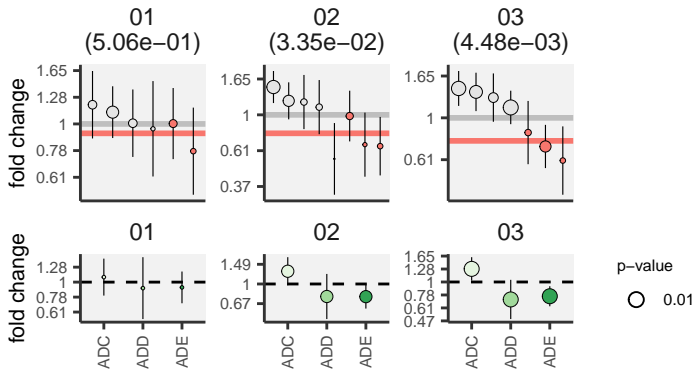 01 02 03
(5.06e−01) (3.35e−02) (4.48e−03)
fold change
1.65
1.28
1
0.78
0.61
1.65
1
0.61
0.37
1.65
1
0.61
01 02 03
fold change
1.28
1
0.78
0.61
1.49
1
0.67
1.65
1.28
1
0.78
0.61
0.47
ADC ADD ADE
ADC ADD ADE
ADC ADD ADE
p−value
0.01